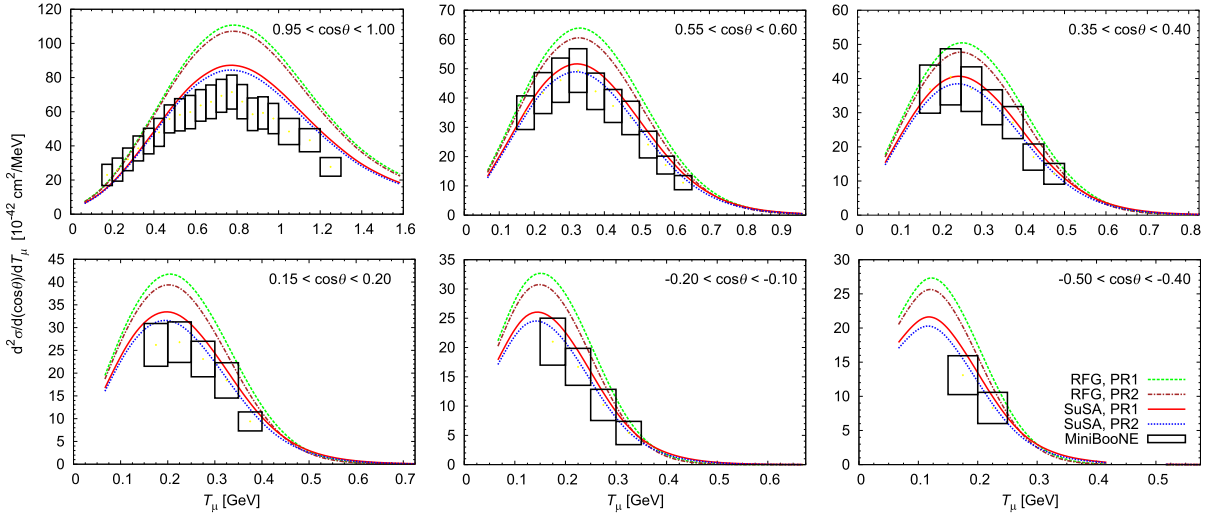 d²σ/d(cosθ)/dTμ [10⁻⁴² cm²/MeV]
0.95 < cosθ < 1.00
120
100
80
60
40
20
0
0.2 0.4 0.6 0.8 1 1.2 1.4 1.6
Tμ [GeV]
0.55 < cosθ < 0.60
70
60
50
40
30
20
10
0
0 0.1 0.2 0.3 0.4 0.5 0.6 0.7 0.8 0.9
Tμ [GeV]
0.35 < cosθ < 0.40
60
50
40
30
20
10
0
0 0.1 0.2 0.3 0.4 0.5 0.6 0.7 0.8
Tμ [GeV]
0.15 < cosθ < 0.20
45
40
35
30
25
20
15
10
5
0
0 0.1 0.2 0.3 0.4 0.5 0.6 0.7
Tμ [GeV]
-0.20 < cosθ < -0.10
35
30
25
20
15
10
5
0
0 0.1 0.2 0.3 0.4 0.5 0.6
Tμ [GeV]
-0.50 < cosθ < -0.40
30
25
20
15
10
5
0
0 0.1 0.2 0.3 0.4 0.5
Tμ [GeV]
RFG, PR1
RFG, PR2
SuSA, PR1
SuSA, PR2
MiniBooNE